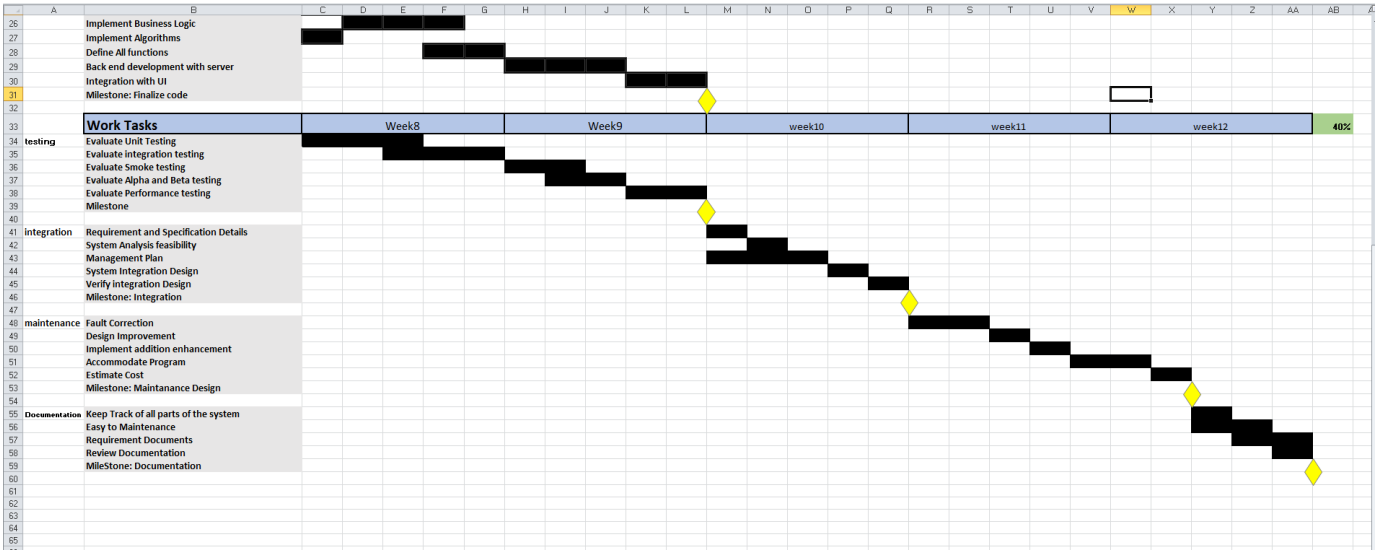 A B C D E F G H I J K L M N O P Q R S T U V W X Y Z AA AB
26 Implement Business Logic
27 Implement Algorithms
28 Define All functions
29 Back end development with server
30 Integration with UI
31 Milestone: Finalize code
32
33 Work Tasks Week8 Week9 week10 week11 week12 40%
34 testing Evaluate Unit Testing
35 Evaluate integration testing
36 Evaluate Smoke testing
37 Evaluate Alpha and Beta testing
38 Evaluate Performance testing
39 Milestone
40
41 integration Requirement and Specification Details
42 System Analysis feasibility
43 Management Plan
44 System Integration Design
45 Verify integration Design
46 Milestone: Integration
47
48 maintenance Fault Correction
49 Design Improvement
50 Implement addition enhancement
51 Accommodate Program
52 Estimate Cost
53 Milestone: Maintanance Design
54
55 Documentation Keep Track of all parts of the system
56 Easy to Maintenance
57 Requirement Documents
58 Review Documentation
59 MileStone: Documentation
60
61
62
63
64
65